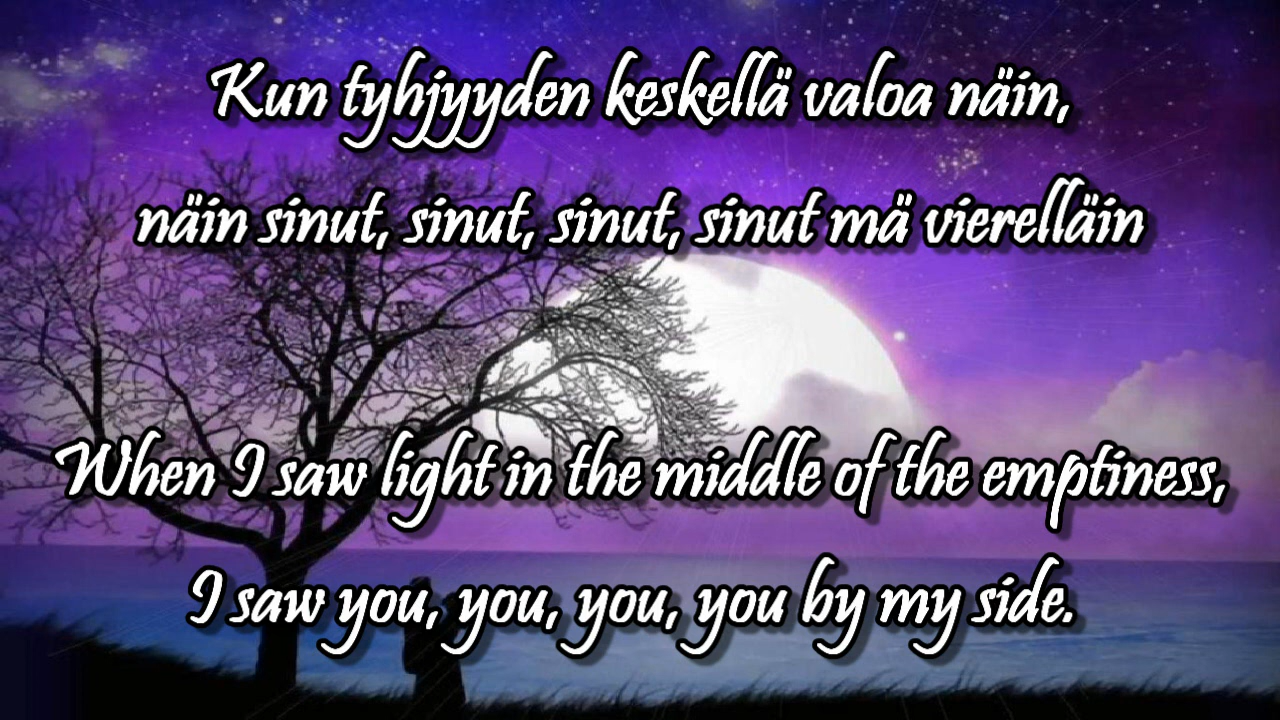 Kun tyhjyyden keskellä valoa näin,
näin sinut, sinut, sinut, sinut mä vierelläin
When I saw light in the middle of the emptiness,
I saw you, you, you, you by my side.